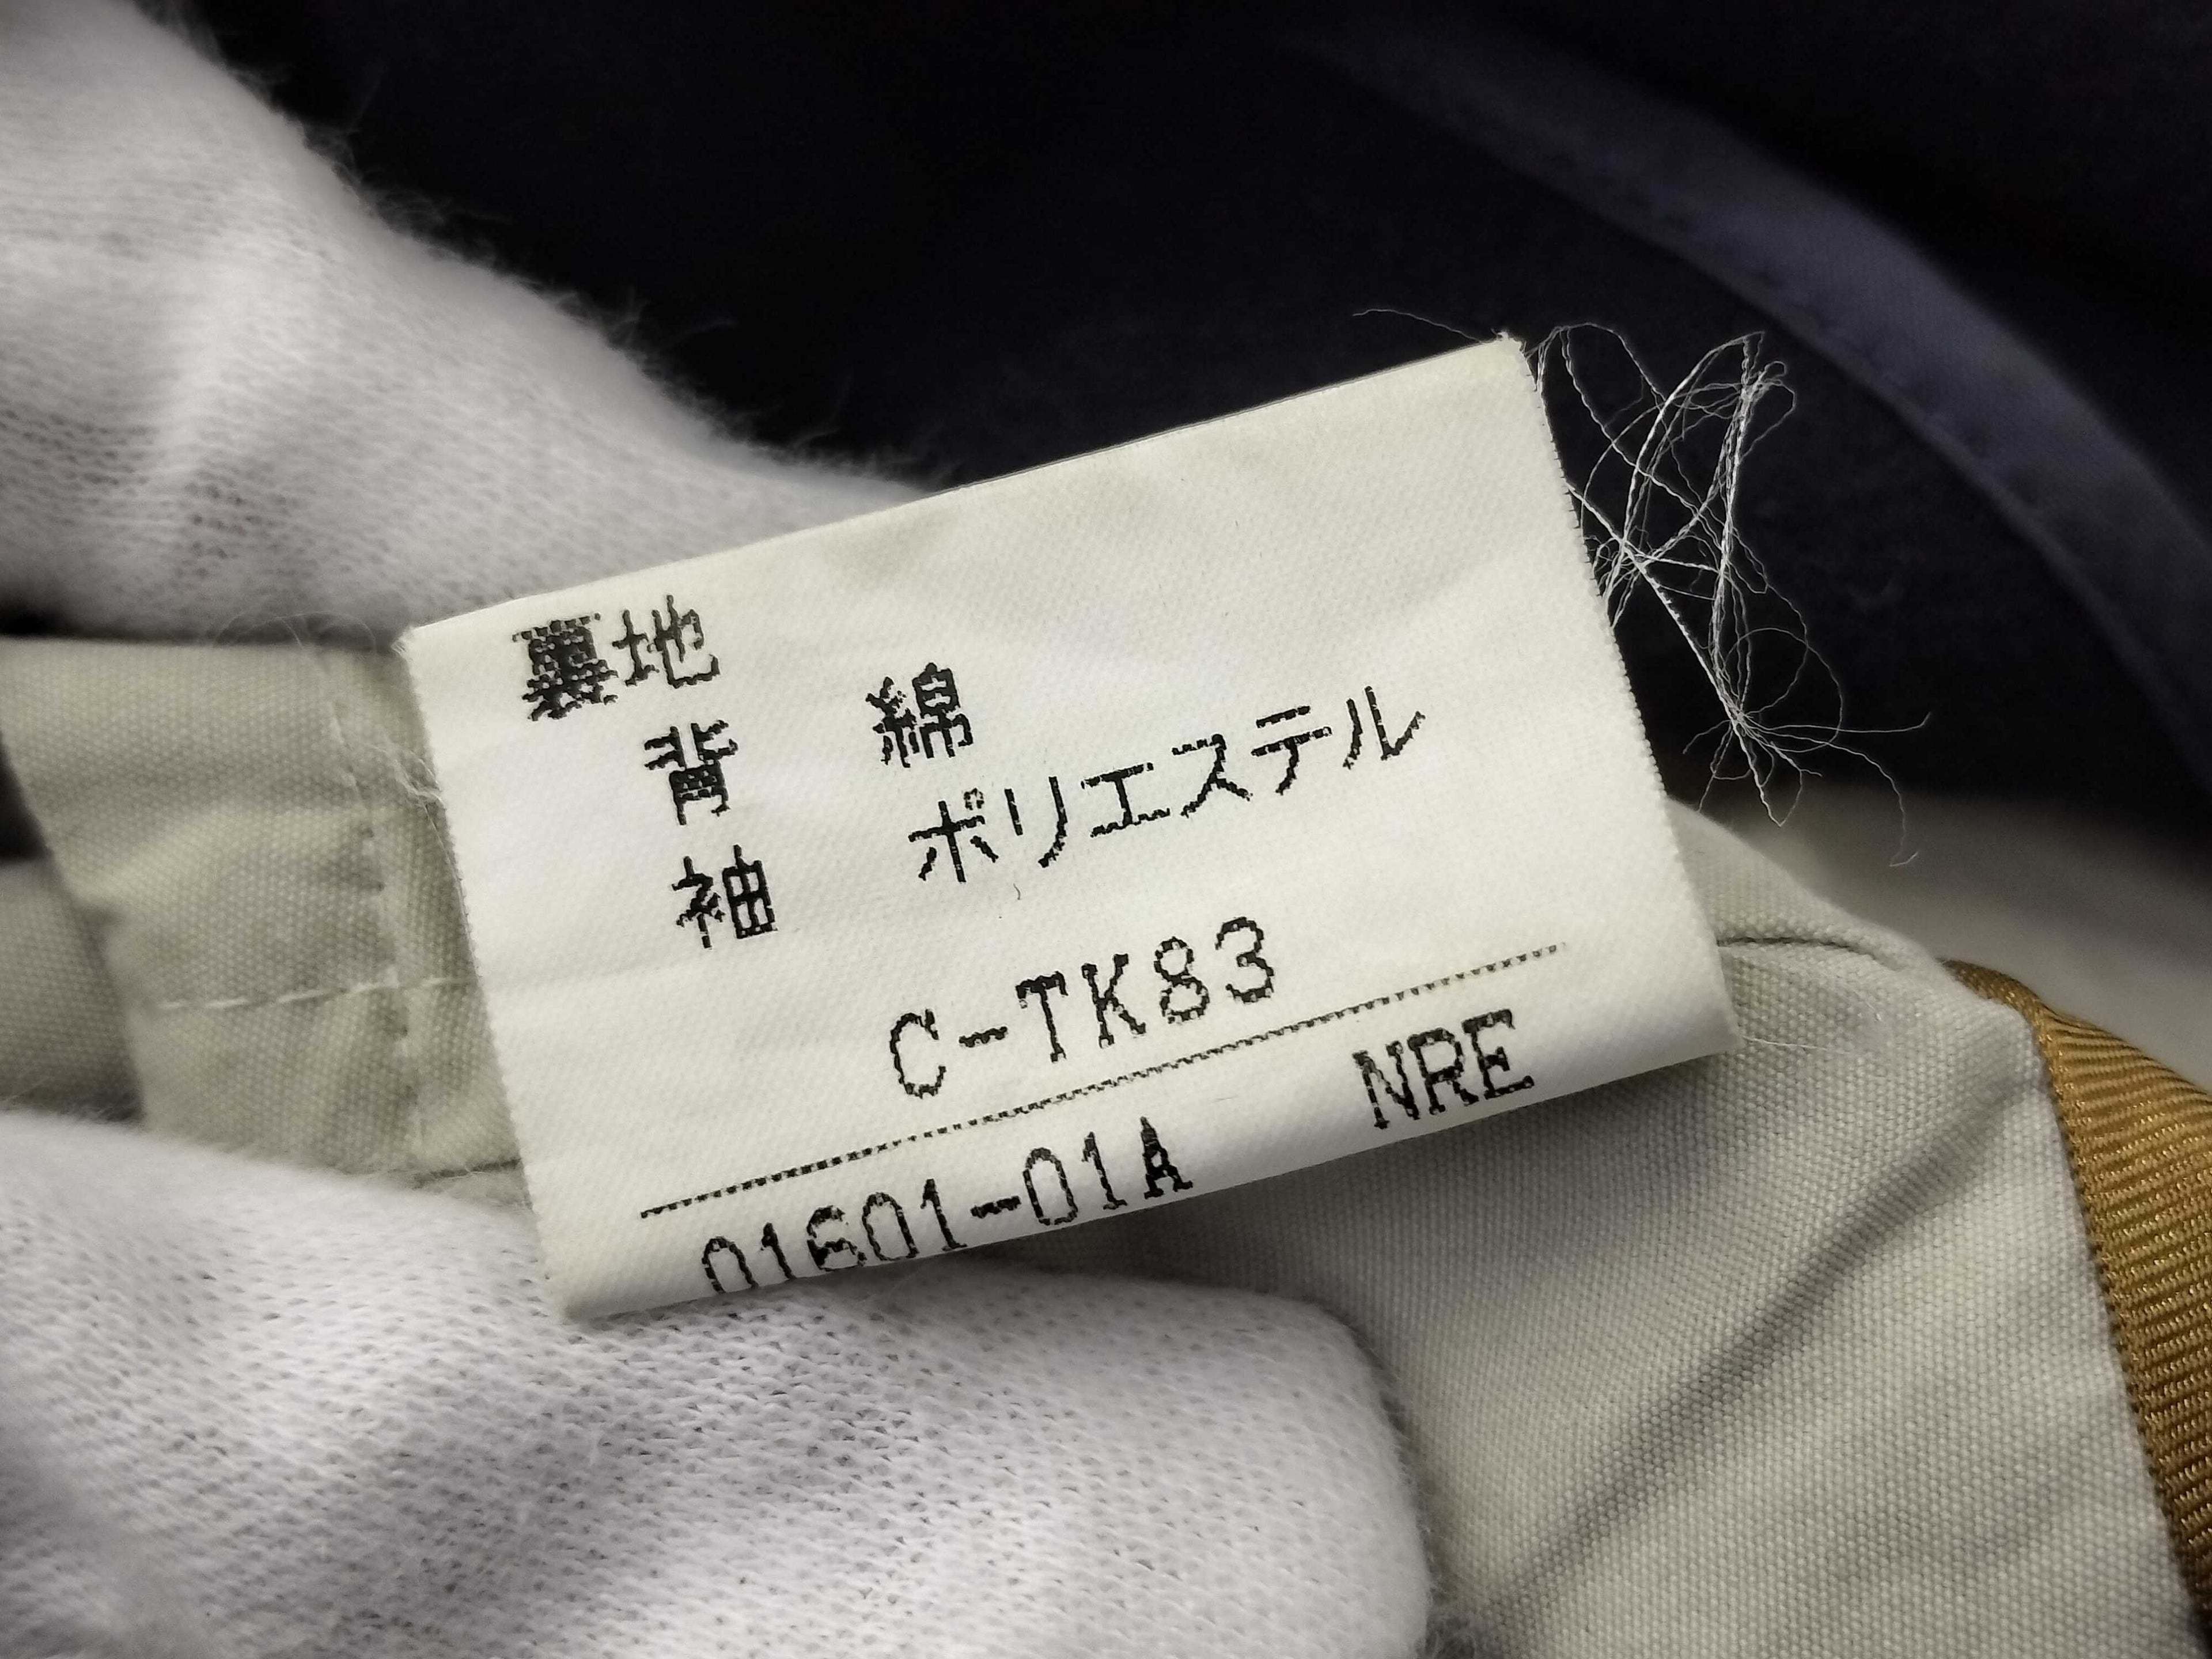 裏地
背 綿
袖 ポリエステル
C-TK83
01601-01A NRE